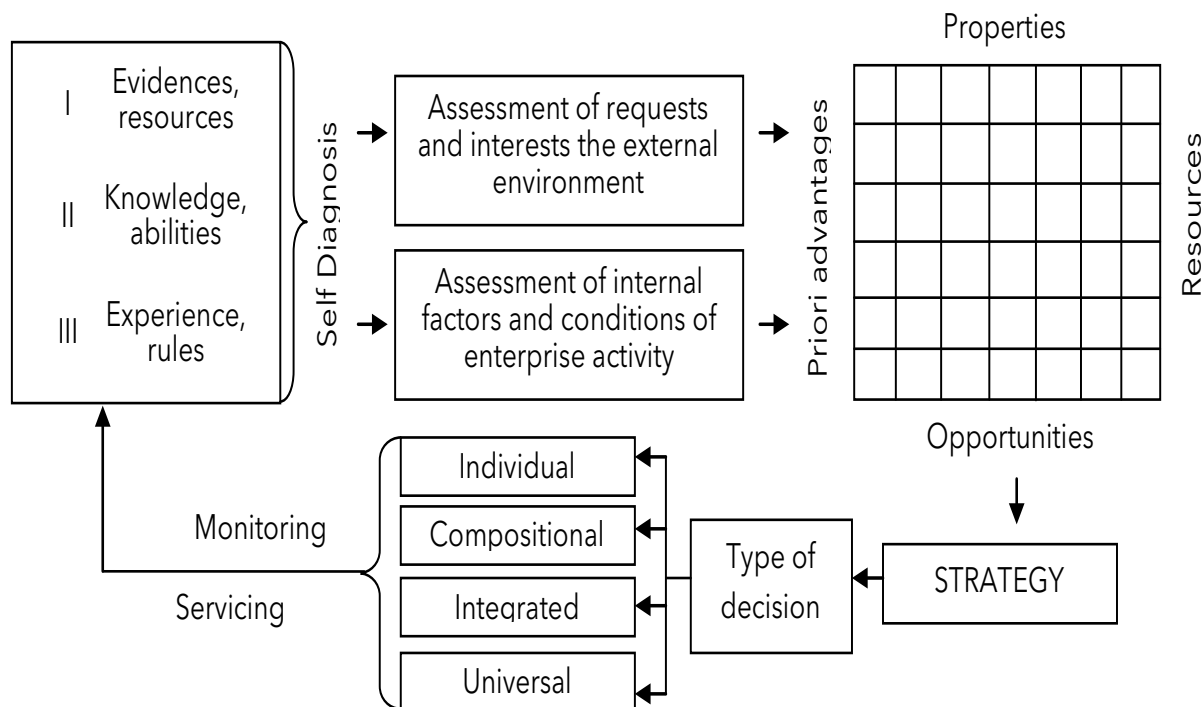 Properties
I
Evidences,
resources
II
Knowledge,
abilities
III
Experience,
rules
Self Diagnosis
Assessment of requests
and interests the external
environment
Assessment of internal
factors and conditions of
enterprise activity
Priori advantages
Resources
Opportunities
Individual
Compositional
Integrated
Universal
Monitoring
Servicing
Type of
decision
STRATEGY